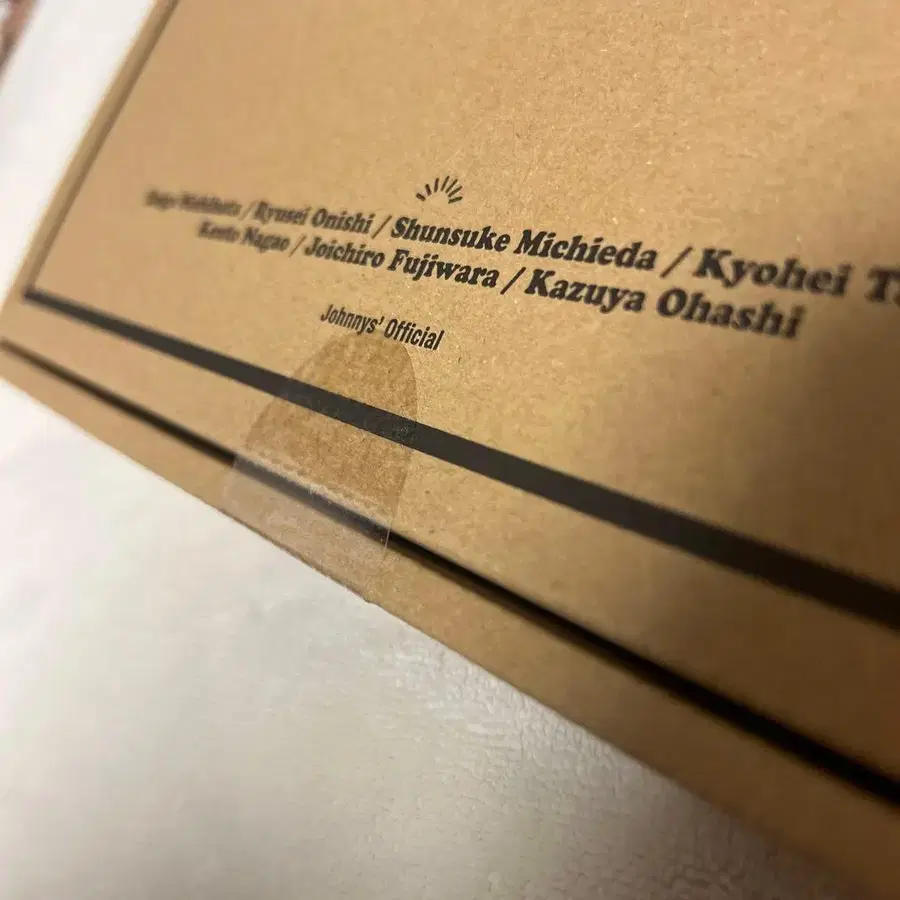 / Ryusei Onishi / Shunsuke Michieda / Kyohei
Kento Nagao / Joichiro Fujiwara / Kazuya Ohashi
Johnnys' Official